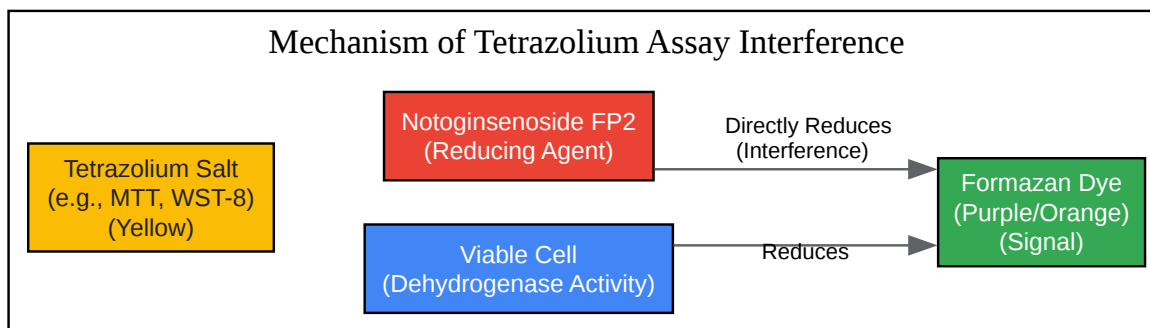 Mechanism of Tetrazolium Assay Interference
Tetrazolium Salt
(e.g., MTT, WST-8)
(Yellow)
Notoginsenoside FP2
(Reducing Agent)
Directly Reduces
(Interference)
Viable Cell
(Dehydrogenase Activity)
Reduces
Formazan Dye
(Purple/Orange)
(Signal)